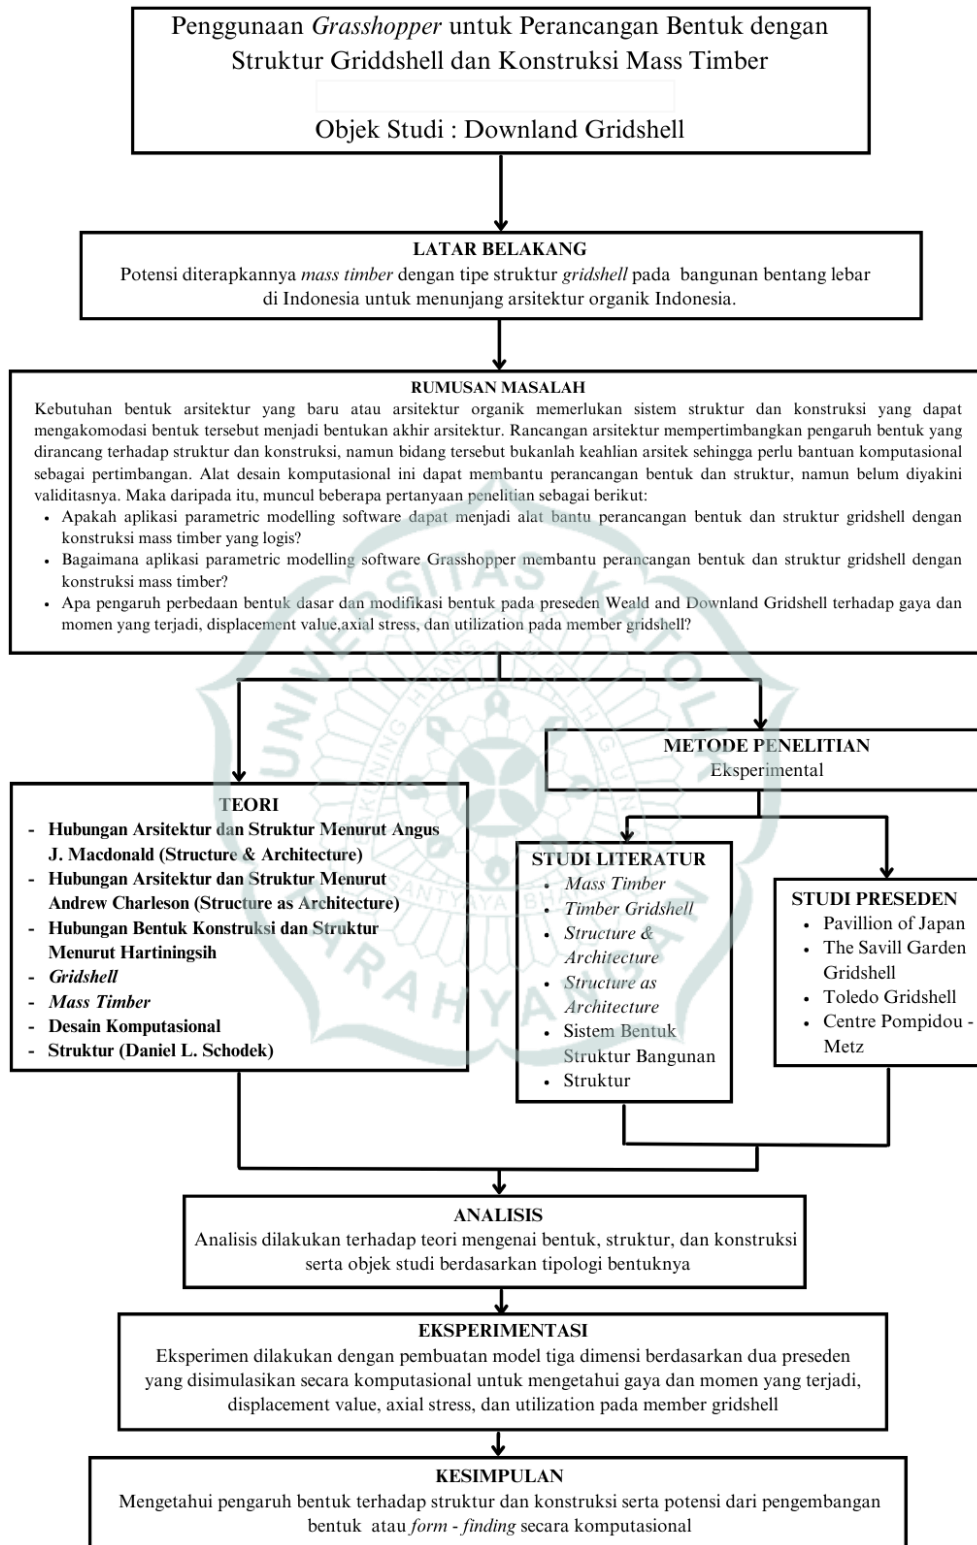 Penggunaan Grasshopper untuk Perancangan Bentuk dengan
Struktur Griddshell dan Konstruksi Mass Timber
Objek Studi : Downland Gridshell
LATAR BELAKANG
Potensi diterapkannya mass timber dengan tipe struktur gridshell pada bangunan bentang lebar
di Indonesia untuk menunjang arsitektur organik Indonesia.
RUMUSAN MASALAH
Kebutuhan bentuk arsitektur yang baru atau arsitektur organik memerlukan sistem struktur dan konstruksi yang dapat
mengakomodasi bentuk tersebut menjadi bentukan akhir arsitektur. Rancangan arsitektur mempertimbangkan pengaruh bentuk yang
dirancang terhadap struktur dan konstruksi, namun bidang tersebut bukanlah keahlian arsitek sehingga perlu bantuan komputasional
sebagai pertimbangan. Alat desain komputasional ini dapat membantu perancangan bentuk dan struktur, namun belum diyakini
validitasnya. Maka daripada itu, muncul beberapa pertanyaan penelitian sebagai berikut:
• Apakah aplikasi parametric modelling software dapat menjadi alat bantu perancangan bentuk dan struktur gridshell dengan
konstruksi mass timber yang logis?
• Bagaimana aplikasi parametric modelling software Grasshopper membantu perancangan bentuk dan struktur gridshell dengan
konstruksi mass timber?
• Apa pengaruh perbedaan bentuk dasar dan modifikasi bentuk pada preseden Weald and Downland Gridshell terhadap gaya dan
momen yang terjadi, displacement value,axial stress, dan utilization pada member gridshell?
TEORI
- Hubungan Arsitektur dan Struktur Menurut Angus
J. Macdonald (Structure & Architecture)
- Hubungan Arsitektur dan Struktur Menurut
Andrew Charleson (Structure as Architecture)
- Hubungan Bentuk Konstruksi dan Struktur
Menurut Hartiningsih
- Gridshell
- Mass Timber
- Desain Komputasional
- Struktur (Daniel L. Schodek)
METODE PENELITIAN
Eksperimental
STUDI LITERATUR
• Mass Timber
• Timber Gridshell
• Structure &
Architecture
• Structure as
Architecture
• Sistem Bentuk
Struktur Bangunan
• Struktur
STUDI PRESEDEN
• Pavillion of Japan
• The Savill Garden
Gridshell
• Toledo Gridshell
• Centre Pompidou -
Metz
ANALISIS
Analisis dilakukan terhadap teori mengenai bentuk, struktur, dan konstruksi
serta objek studi berdasarkan tipologi bentuknya
EKSPERIMENTASI
Eksperimen dilakukan dengan pembuatan model tiga dimensi berdasarkan dua preseden
yang disimulasikan secara komputasional untuk mengetahui gaya dan momen yang terjadi,
displacement value, axial stress, dan utilization pada member gridshell
KESIMPULAN
Mengetahui pengaruh bentuk terhadap struktur dan konstruksi serta potensi dari pengembangan
bentuk atau form - finding secara komputasional
UNIVERSITAS KATOLIK
PARAHYANGAN